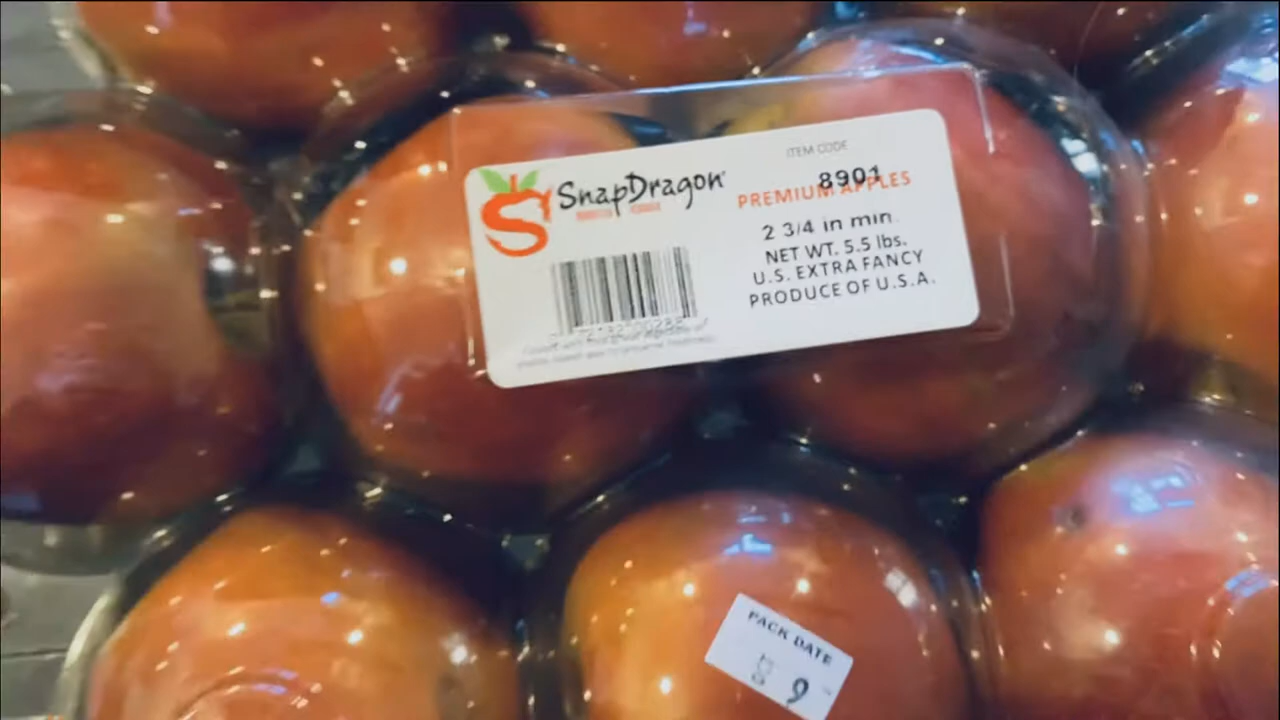 SnapDragon
ITEM CODE
8901
PREMIUM APPLES
2 3/4 in min.
NET WT. 5.5 lbs.
U.S. EXTRA FANCY
PRODUCE OF U.S.A.
PACK DATE
9